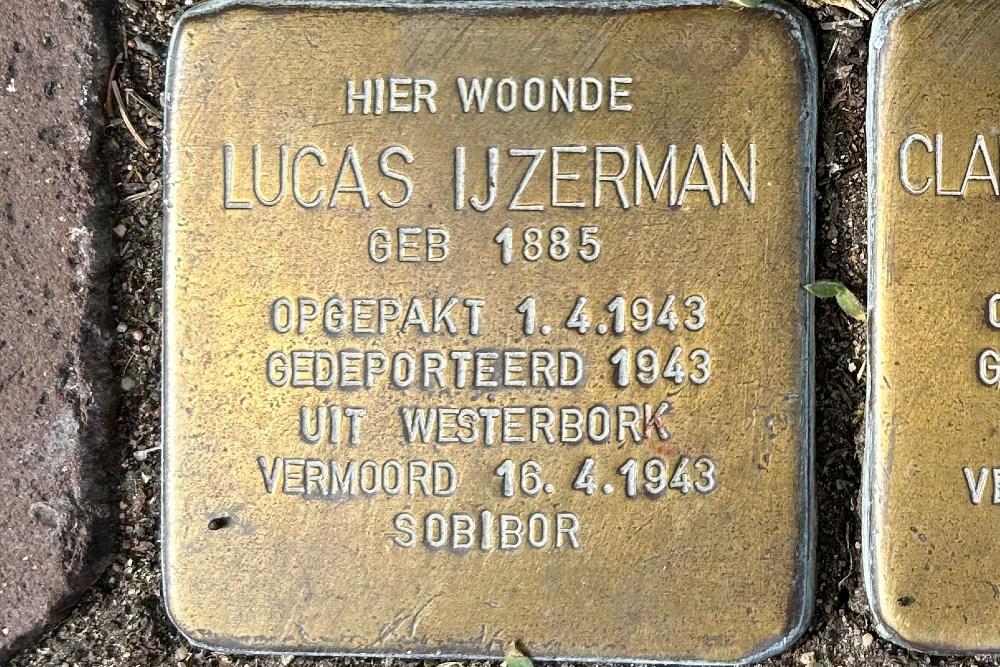 HIER WOONDE
LUCAS IJZERMAN
GEB 1885
OPGEPAKT 1.4.1943
GEDEPORTEERD 1943
UIT WESTERBORK
VERMOORD 16.4.1943
SOBIBOR